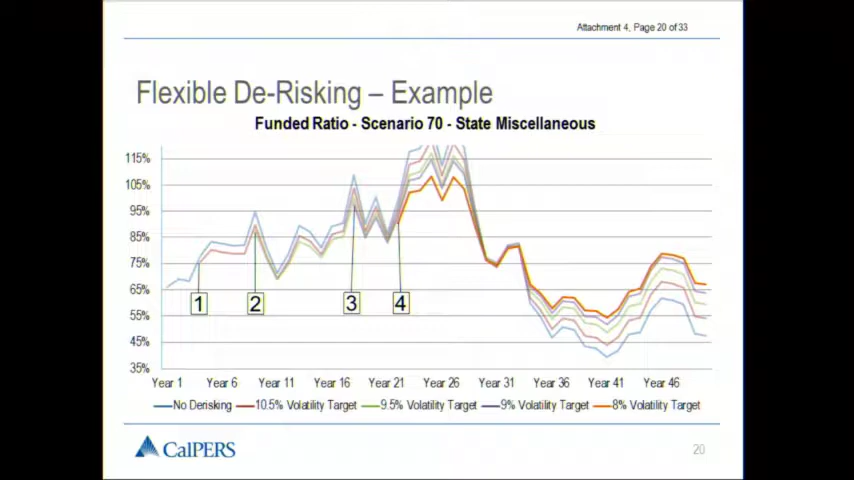 Attachment 4, Page 20 of 33
Flexible De-Risking – Example
Funded Ratio - Scenario 70 - State Miscellaneous
115%
105%
95%
85%
75%
65%
55%
45%
35%
1 2 3 4
Year 1 Year 6 Year 11 Year 16 Year 21 Year 26 Year 31 Year 36 Year 41 Year 46
No Derisking 10.5% Volatility Target 9.5% Volatility Target 9% Volatility Target 8% Volatility Target
CalPERS
20